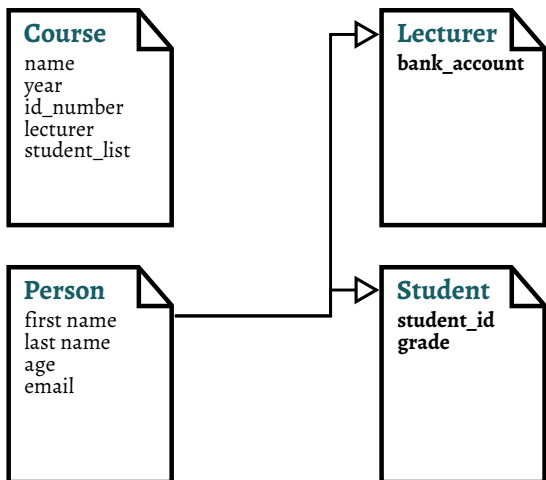 Course
name
year
id_number
lecturer
student_list
Lecturer
bank_account
Person
first name
last name
age
email
Student
student_id
grade